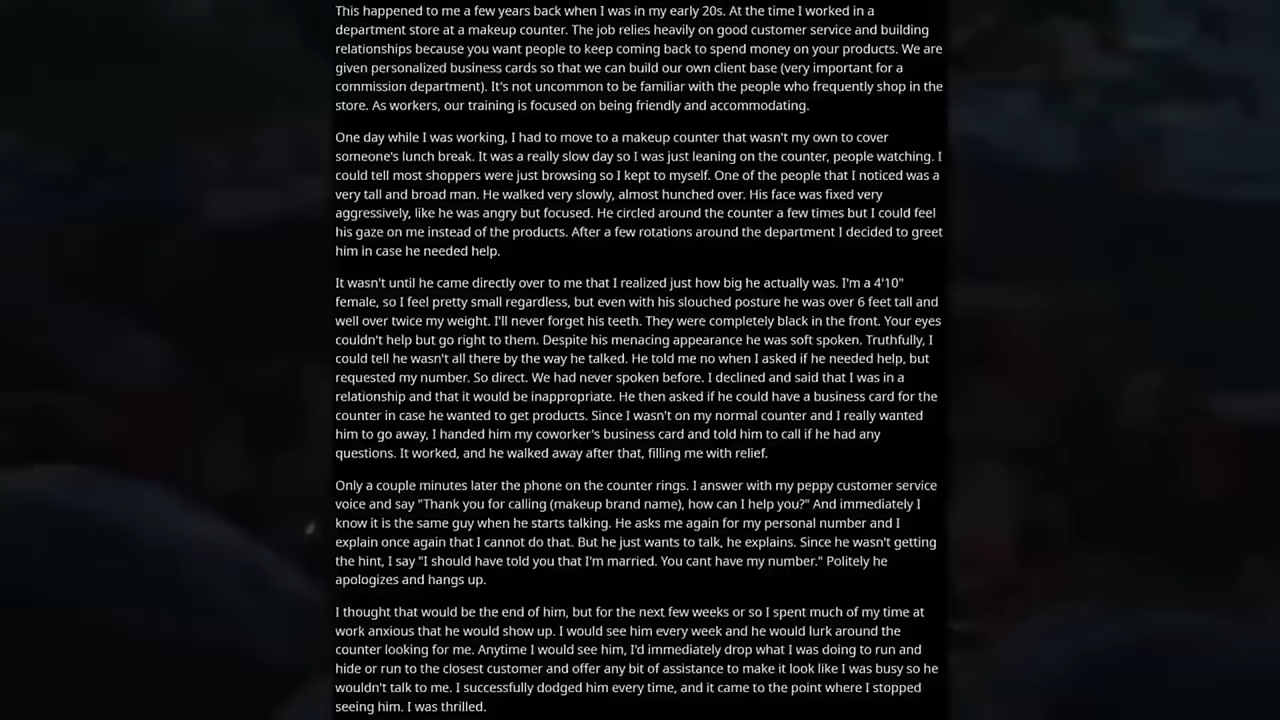 This happened to me a few years back when I was in my early 20s. At the time I worked in a
department store at a makeup counter. The job relies heavily on good customer service and building
relationships because you want people to keep coming back to spend money on your products. We are
given personalized business cards so that we can build our own client base (very important for a
commission department). It's not uncommon to be familiar with the people who frequently shop in the
store. As workers, our training is focused on being friendly and accommodating.
One day while I was working, I had to move to a makeup counter that wasn't my own to cover
someone's lunch break. It was a really slow day so I was just leaning on the counter, people watching. I
could tell most shoppers were just browsing so I kept to myself. One of the people that I noticed was a
very tall and broad man. He walked very slowly, almost hunched over. His face was fixed very
aggressively, like he was angry but focused. He circled around the counter a few times but I could feel
his gaze on me instead of the products. After a few rotations around the department I decided to greet
him in case he needed help.
It wasn't until he came directly over to me that I realized just how big he actually was. I'm a 4'10"
female, so I feel pretty small regardless, but even with his slouched posture he was over 6 feet tall and
well over twice my weight. I'll never forget his teeth. They were completely black in the front. Your eyes
couldn't help but go right to them. Despite his menacing appearance he was soft spoken. Truthfully, I
could tell he wasn't all there by the way he talked. He told me no when I asked if he needed help, but
requested my number. So direct. We had never spoken before. I declined and said that I was in a
relationship and that it would be inappropriate. He then asked if he could have a business card for the
counter in case he wanted to get products. Since I wasn't on my normal counter and I really wanted
him to go away, I handed him my coworker's business card and told him to call if he had any
questions. It worked, and he walked away after that, filling me with relief.
Only a couple minutes later the phone on the counter rings. I answer with my peppy customer service
voice and say "Thank you for calling (makeup brand name), how can I help you?" And immediately I
know it is the same guy when he starts talking. He asks me again for my personal number and I
explain once again that I cannot do that. But he just wants to talk, he explains. Since he wasn't getting
the hint, I say "I should have told you that I'm married. You cant have my number." Politely he
apologizes and hangs up.
I thought that would be the end of him, but for the next few weeks or so I spent much of my time at
work anxious that he would show up. I would see him every week and he would lurk around the
counter looking for me. Anytime I would see him, I'd immediately drop what I was doing to run and
hide or run to the closest customer and offer any bit of assistance to make it look like I was busy so he
wouldn't talk to me. I successfully dodged him every time, and it came to the point where I stopped
seeing him. I was thrilled.